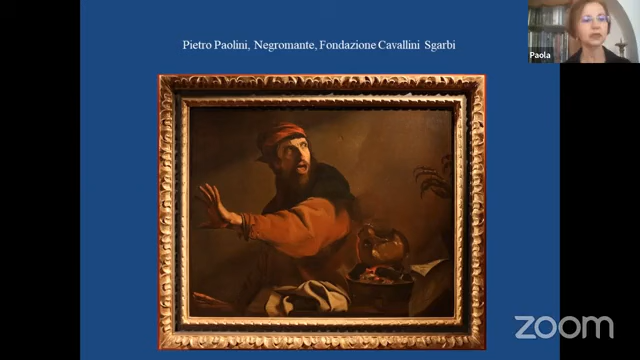 Pietro Paolini, Negromante, Fondazione Cavallini Sgarbi
Paola
zoom